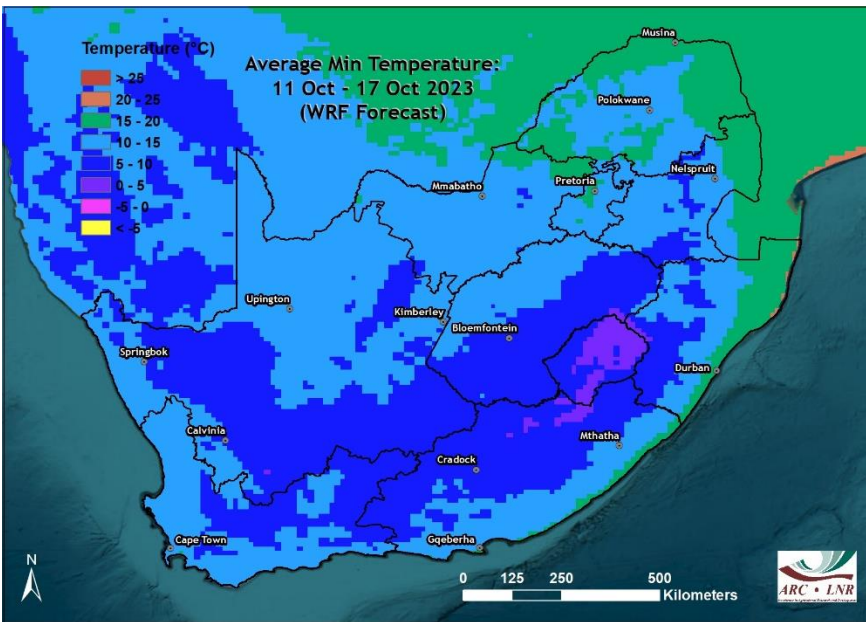 Temperature (°C)
> 25
20 - 25
15 - 20
10 - 15
5 - 10
0 - 5
-5 - 0
< -5
Average Min Temperature:
11 Oct - 17 Oct 2023
(WRF Forecast)
Musina
Polokwane
Nelspruit
Pretoria
Mmabatho
Upington
Kimberley
Bloemfontein
Springbok
Durban
Calvinia
Mthatha
Cradock
Cape Town
Gqeberha
N
0 125 250 500
Kilometers
ARC • LNR